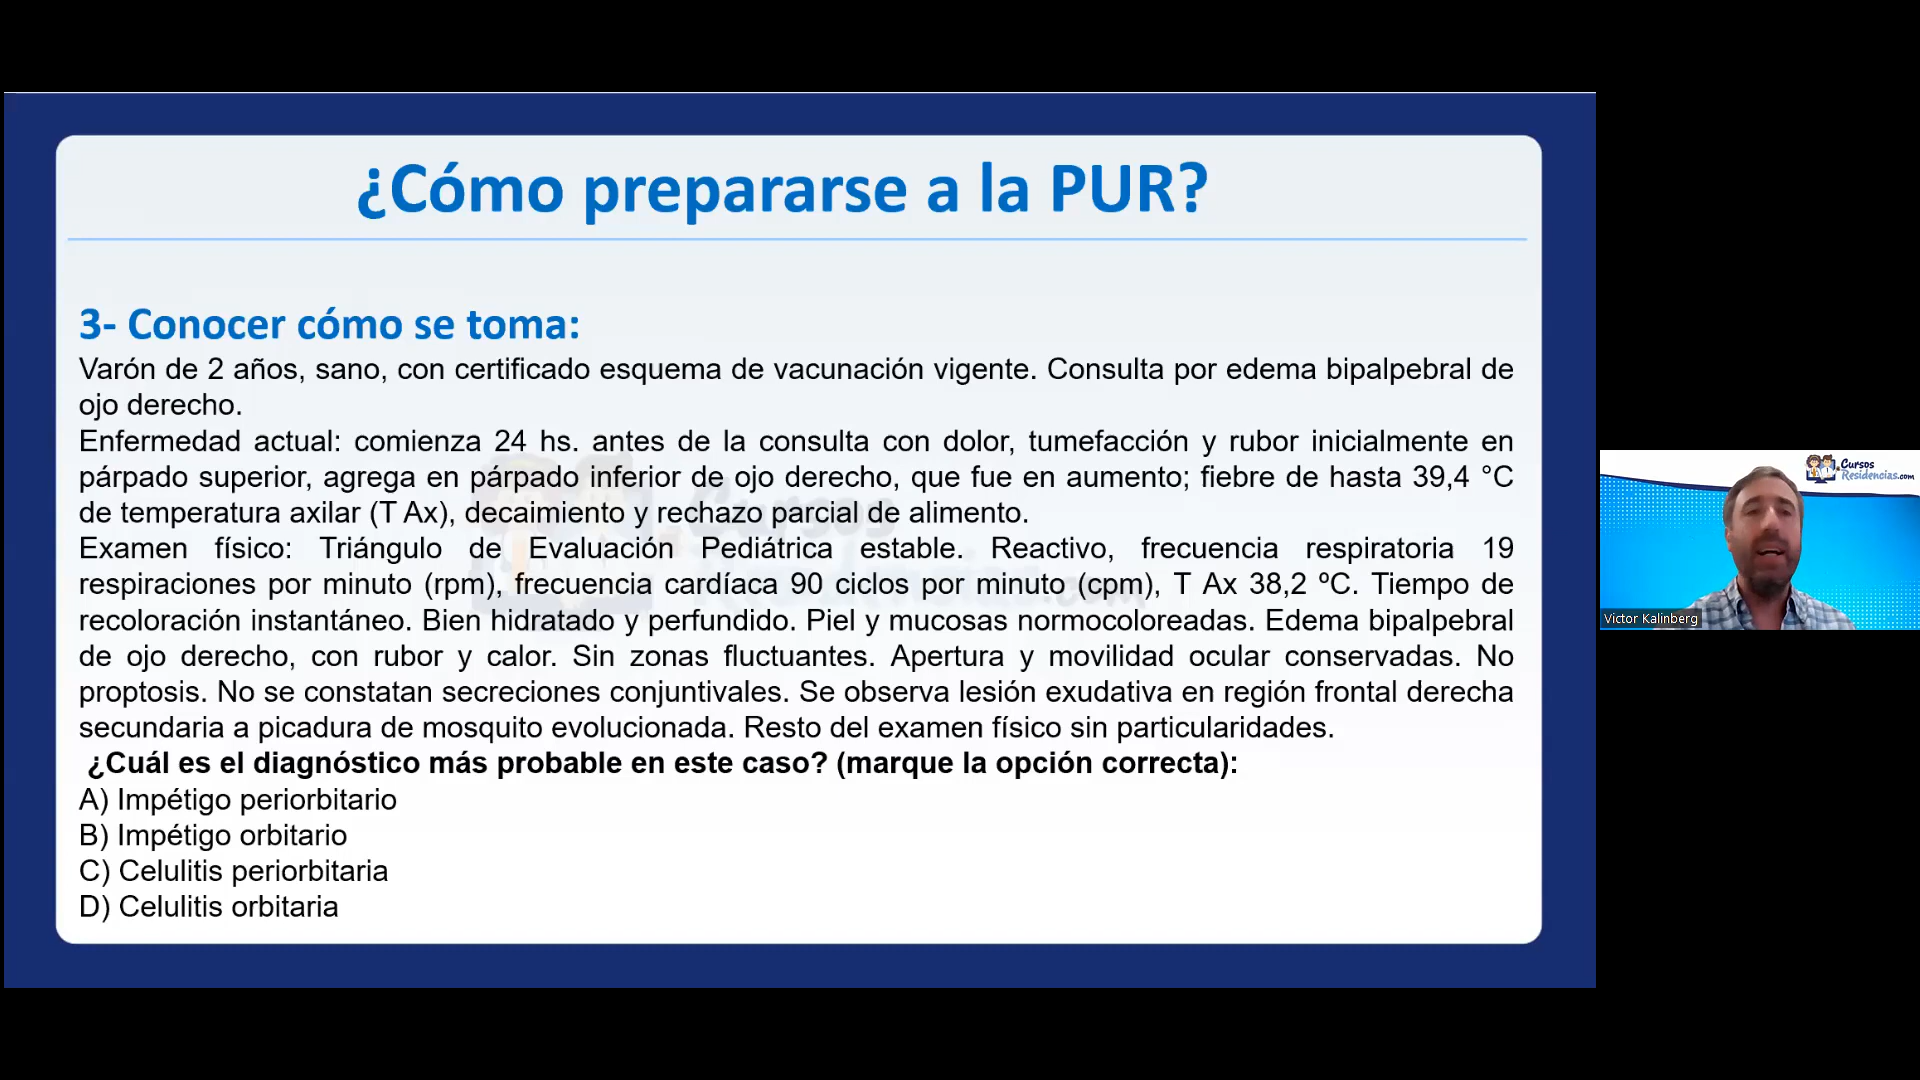 ¿Cómo prepararse a la PUR?
3- Conocer cómo se toma:
Varón de 2 años, sano, con certificado esquema de vacunación vigente. Consulta por edema bipalpebral de
ojo derecho.
Enfermedad actual: comienza 24 hs. antes de la consulta con dolor, tumefacción y rubor inicialmente en
párpado superior, agrega en párpado inferior de ojo derecho, que fue en aumento; fiebre de hasta 39,4 °C
de temperatura axilar (T Ax), decaimiento y rechazo parcial de alimento.
Examen físico: Triángulo de Evaluación Pediátrica estable. Reactivo, frecuencia respiratoria 19
respiraciones por minuto (rpm), frecuencia cardíaca 90 ciclos por minuto (cpm), T Ax 38,2 ºC. Tiempo de
recoloración instantáneo. Bien hidratado y perfundido. Piel y mucosas normocoloreadas. Edema bipalpebral
de ojo derecho, con rubor y calor. Sin zonas fluctuantes. Apertura y movilidad ocular conservadas. No
proptosis. No se constatan secreciones conjuntivales. Se observa lesión exudativa en región frontal derecha
secundaria a picadura de mosquito evolucionada. Resto del examen físico sin particularidades.
¿Cuál es el diagnóstico más probable en este caso? (marque la opción correcta):
A) Impétigo periorbitario
B) Impétigo orbitario
C) Celulitis periorbitaria
D) Celulitis orbitaria
Cursos
Residencias.com
Cursos
Residencias.com
Victor Kalinberg